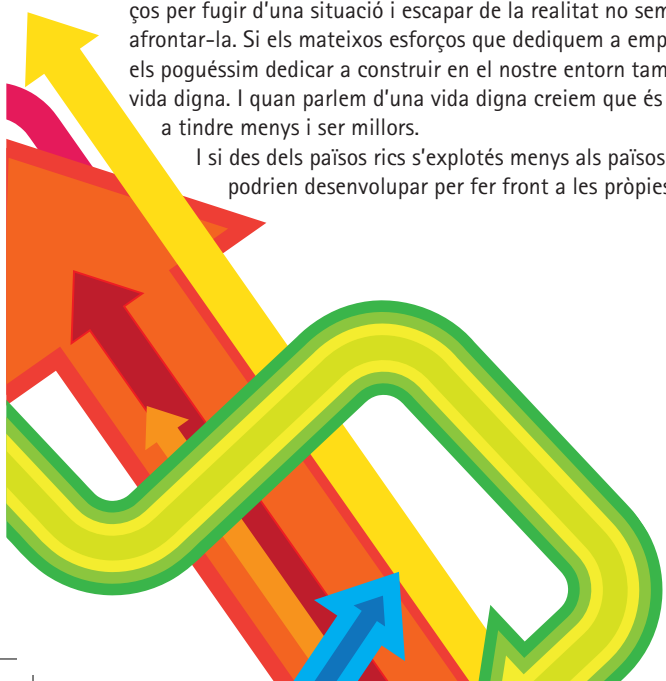 ços per fugir d'una situació i escapar de la realitat no sem
afrontar-la. Si els mateixos esforços que dediquem a emp
els poguéssim dedicar a construir en el nostre entorn tam
vida digna. I quan parlem d'una vida digna creiem que és
a tindre menys i ser millors.
I si des dels països rics s'explotés menys als països
podrien desenvolupar per fer front a les pròpies